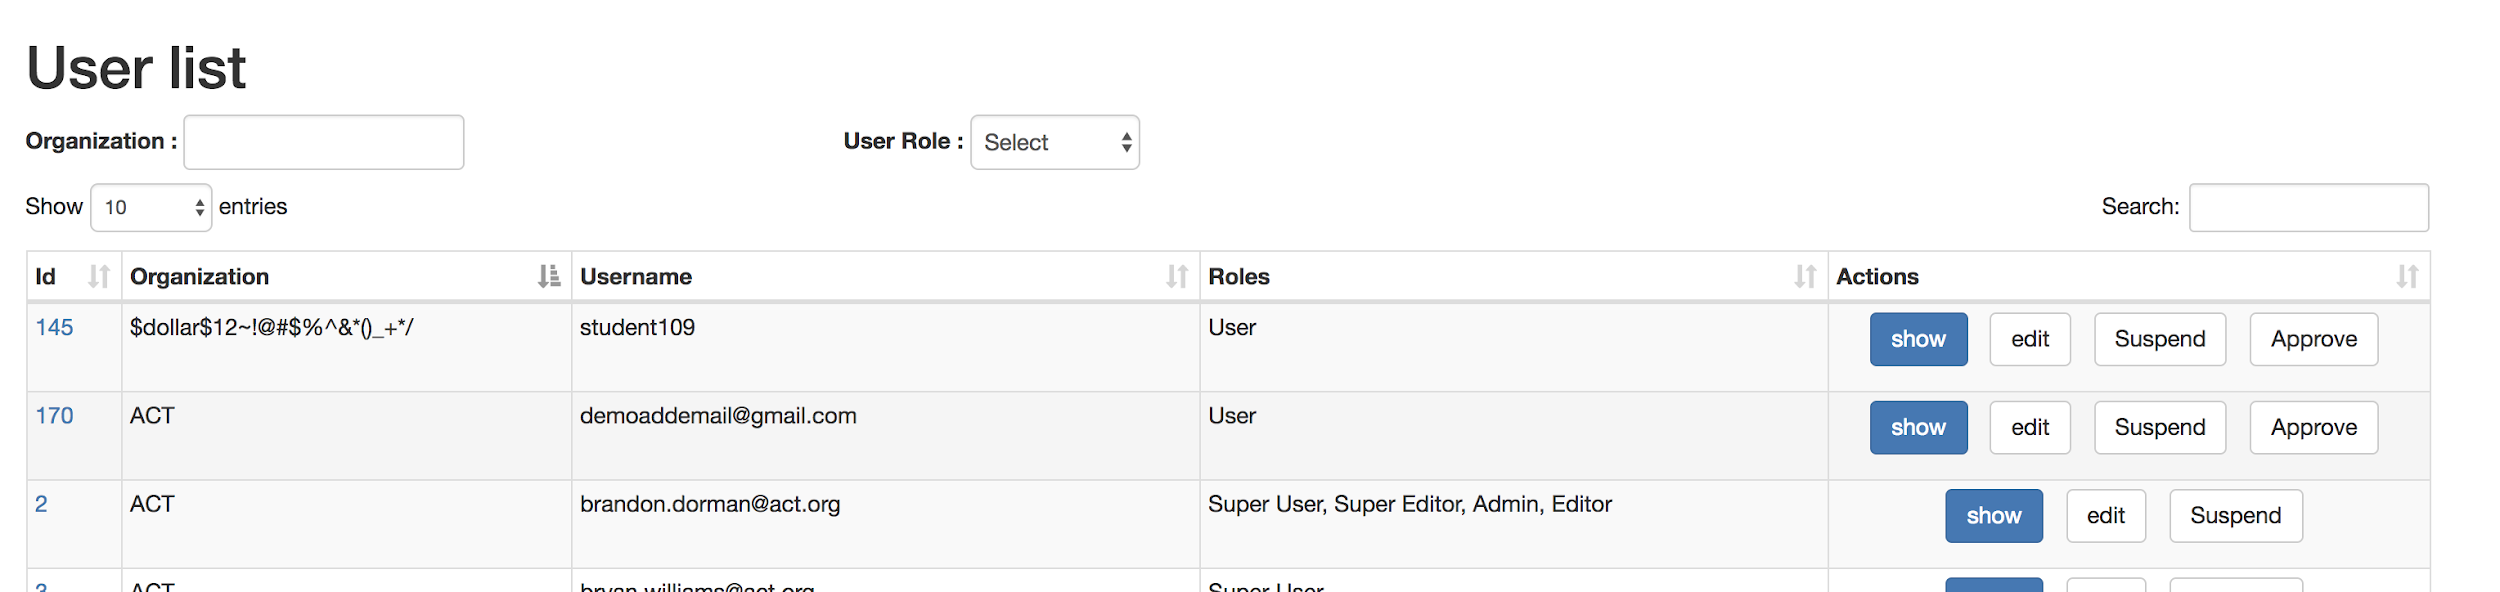 User list
Organization :
User Role : Select
Show 10 entries
Search:
Id Organization Username Roles Actions
145 $dollar$12~!@#$%^&*()_+*/ student109 User show edit Suspend Approve
170 ACT demoaddemail@gmail.com User show edit Suspend Approve
2 ACT brandon.dorman@act.org Super User, Super Editor, Admin, Editor show edit Suspend
3 ACT bryan.williams@act.org Super User